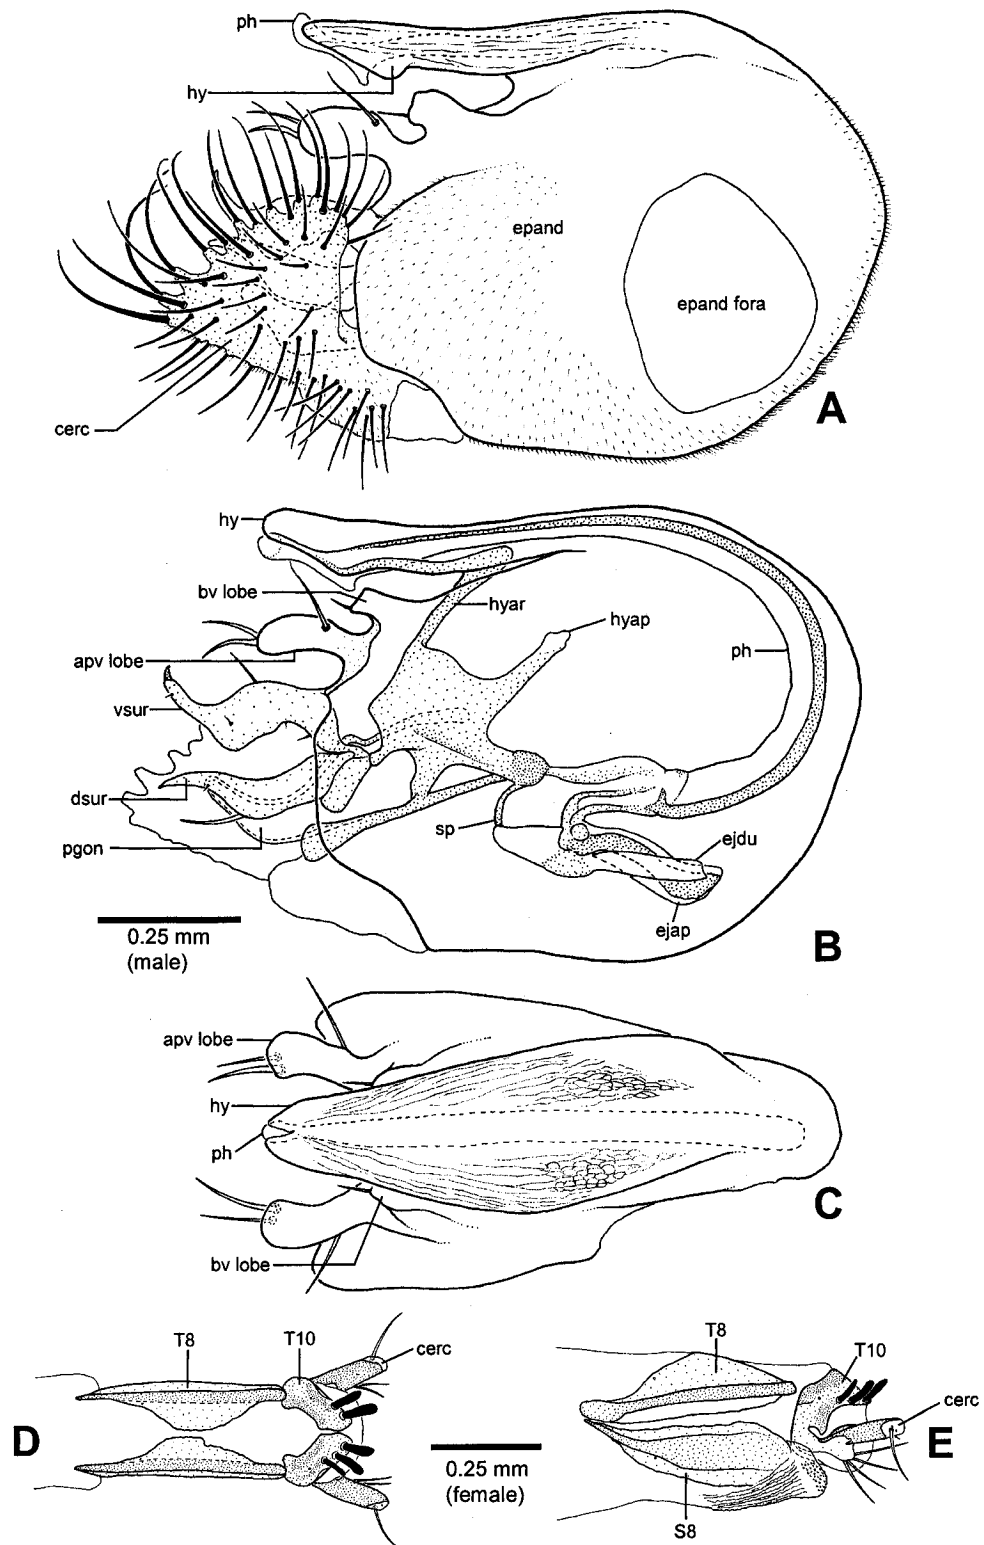 ph
hy
epand
epand fora
cerc
A
hy
bv lobe
hyar
hyap
apv lobe
ph
vsur
dsur
sp
pgon
ejdu
ejap
0.25 mm
(male)
B
apv lobe
hy
ph
C
bv lobe
T8
T10
cerc
D
0.25 mm
(female)
T8
T10
cerc
E
S8